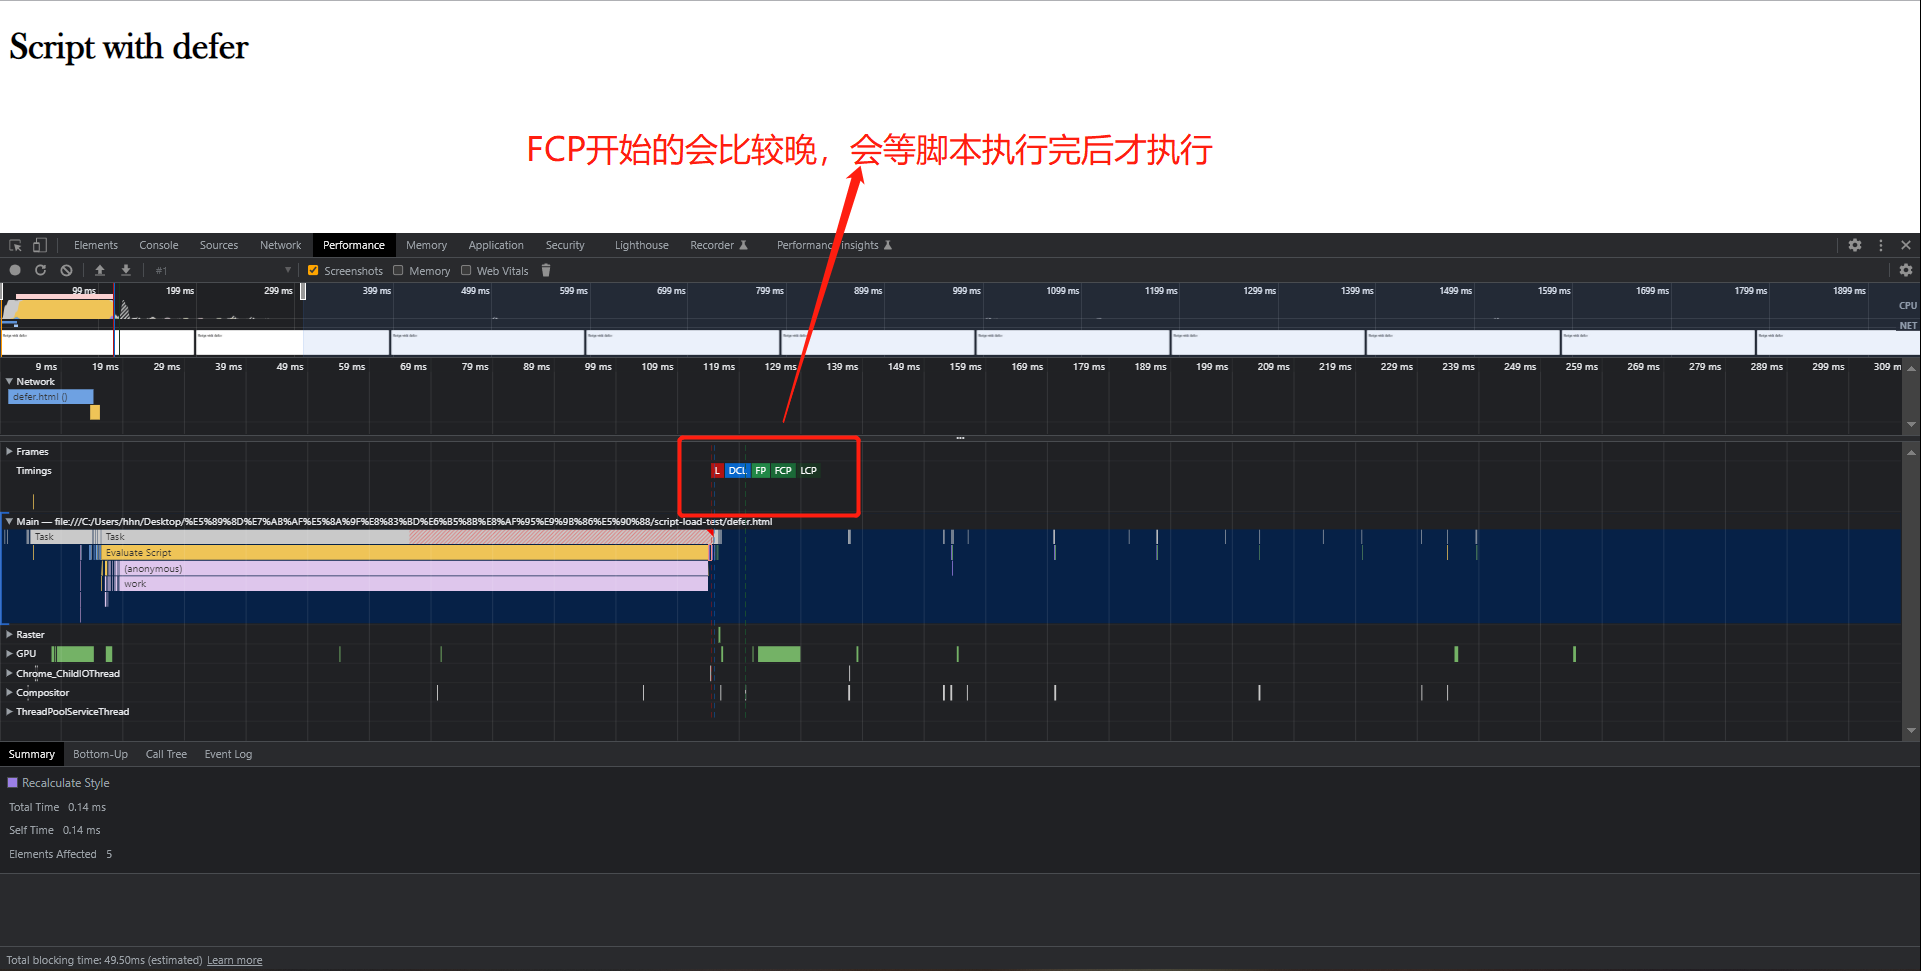 Script with defer
FCP开始的会比较晚，会等脚本执行完后才执行
Elements Console Sources Network Performance Memory Application Security Lighthouse Recorder Performance insights
#1 Screenshots Memory Web Vitals
99 ms 199 ms 299 ms 399 ms 499 ms 599 ms 699 ms 799 ms 899 ms 999 ms 1099 ms 1199 ms 1299 ms 1399 ms 1499 ms 1599 ms 1699 ms 1799 ms 1899 ms
CPU
NET
9 ms 19 ms 29 ms 39 ms 49 ms 59 ms 69 ms 79 ms 89 ms 99 ms 109 ms 119 ms 129 ms 139 ms 149 ms 159 ms 169 ms 179 ms 189 ms 199 ms 209 ms 219 ms 229 ms 239 ms 249 ms 259 ms 269 ms 279 ms 289 ms 299 ms 309 m
Network
defer.html ()
Frames
Timings
L DCL FP FCP LCP
Main — file:///C:/Users/hhn/Desktop/%E5%89%8D%E7%AB%AF%E5%8A%9F%E8%83%BD%E6%B5%8B%E8%AF%95%E9%9B%86%E5%90%88/script-load-test/defer.html
Task Task
Evaluate Script
(anonymous)
work
Raster
GPU
Chrome_ChildIOThread
Compositor
ThreadPoolServiceThread
Summary Bottom-Up Call Tree Event Log
Recalculate Style
Total Time 0.14 ms
Self Time 0.14 ms
Elements Affected 5
Total blocking time: 49.50ms (estimated) Learn more